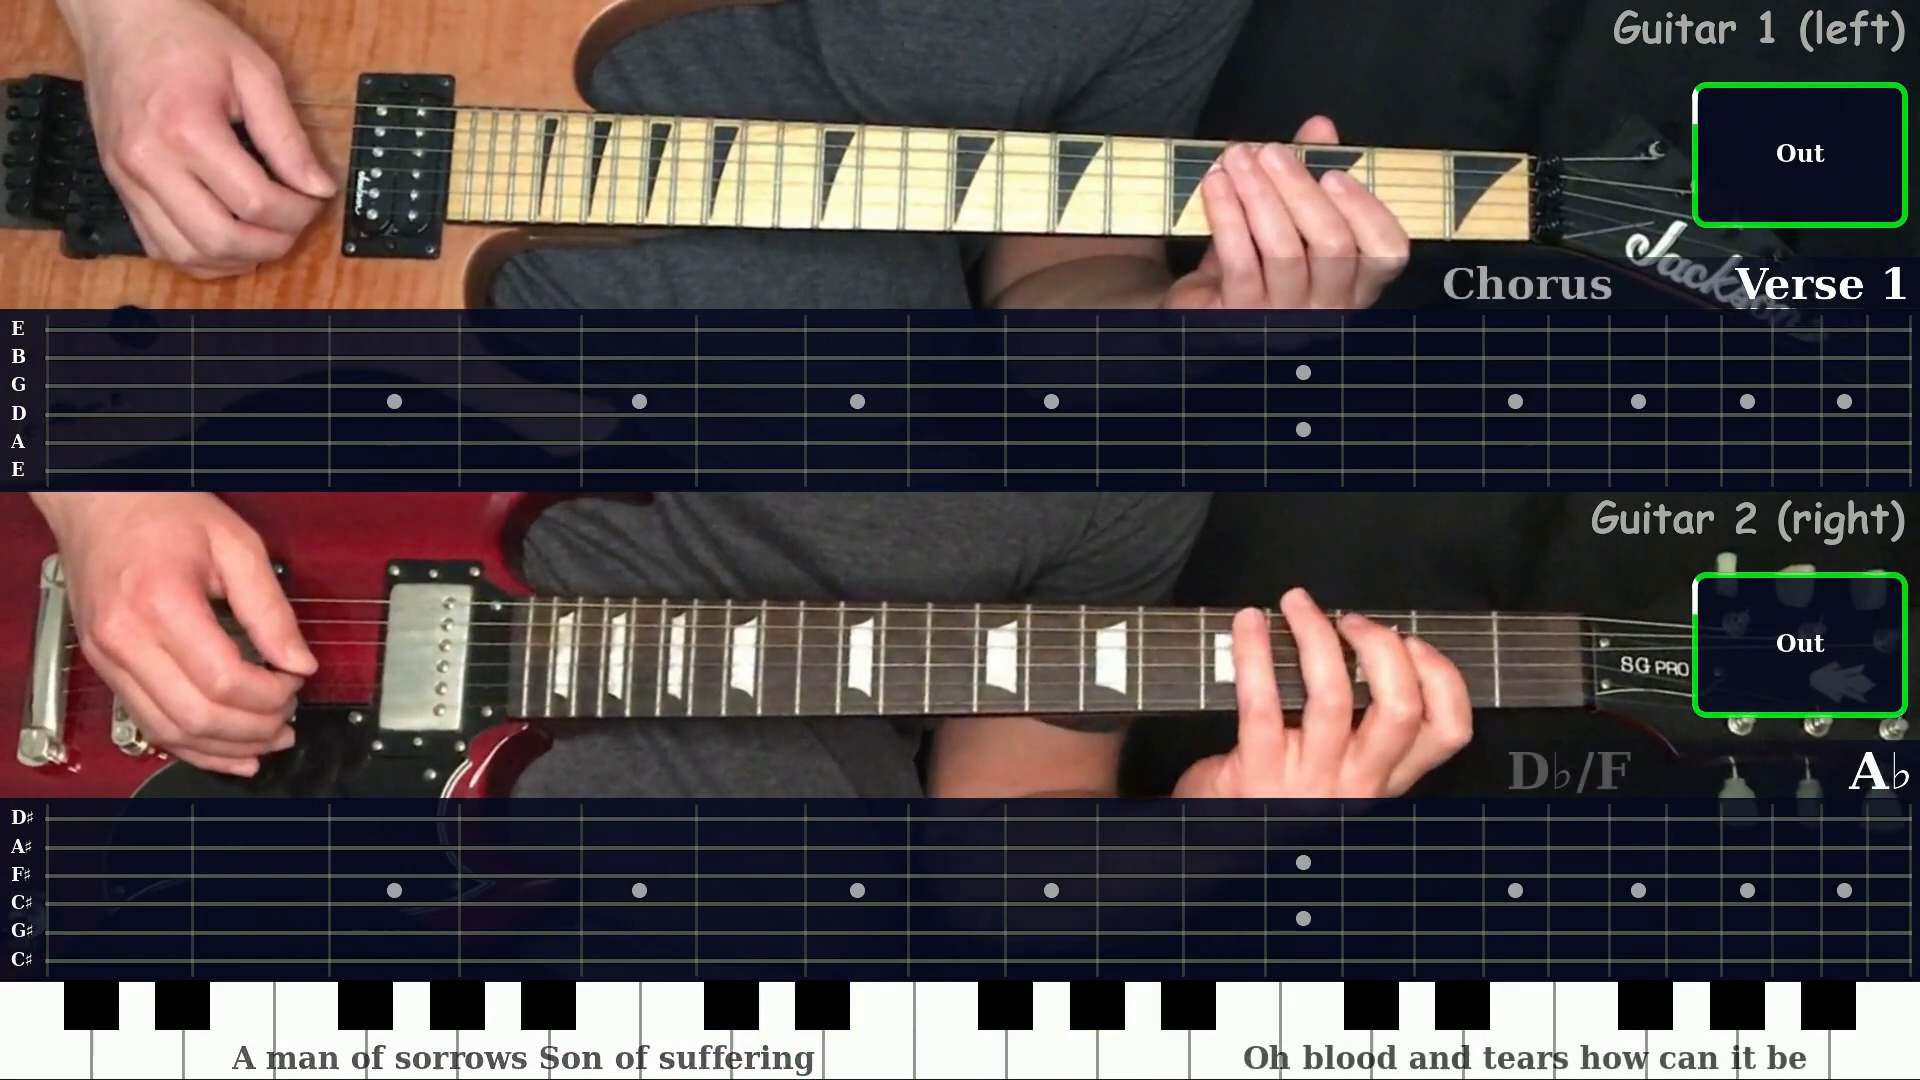 Guitar 1 (left)
Out
Jackson
Chorus
Verse 1
E
B
G
D
A
E
Guitar 2 (right)
Out
SG PRO
D♭/F
A♭
D♯
A♯
F♯
C♯
G♯
C♯
A man of sorrows Son of suffering
Oh blood and tears how can it be